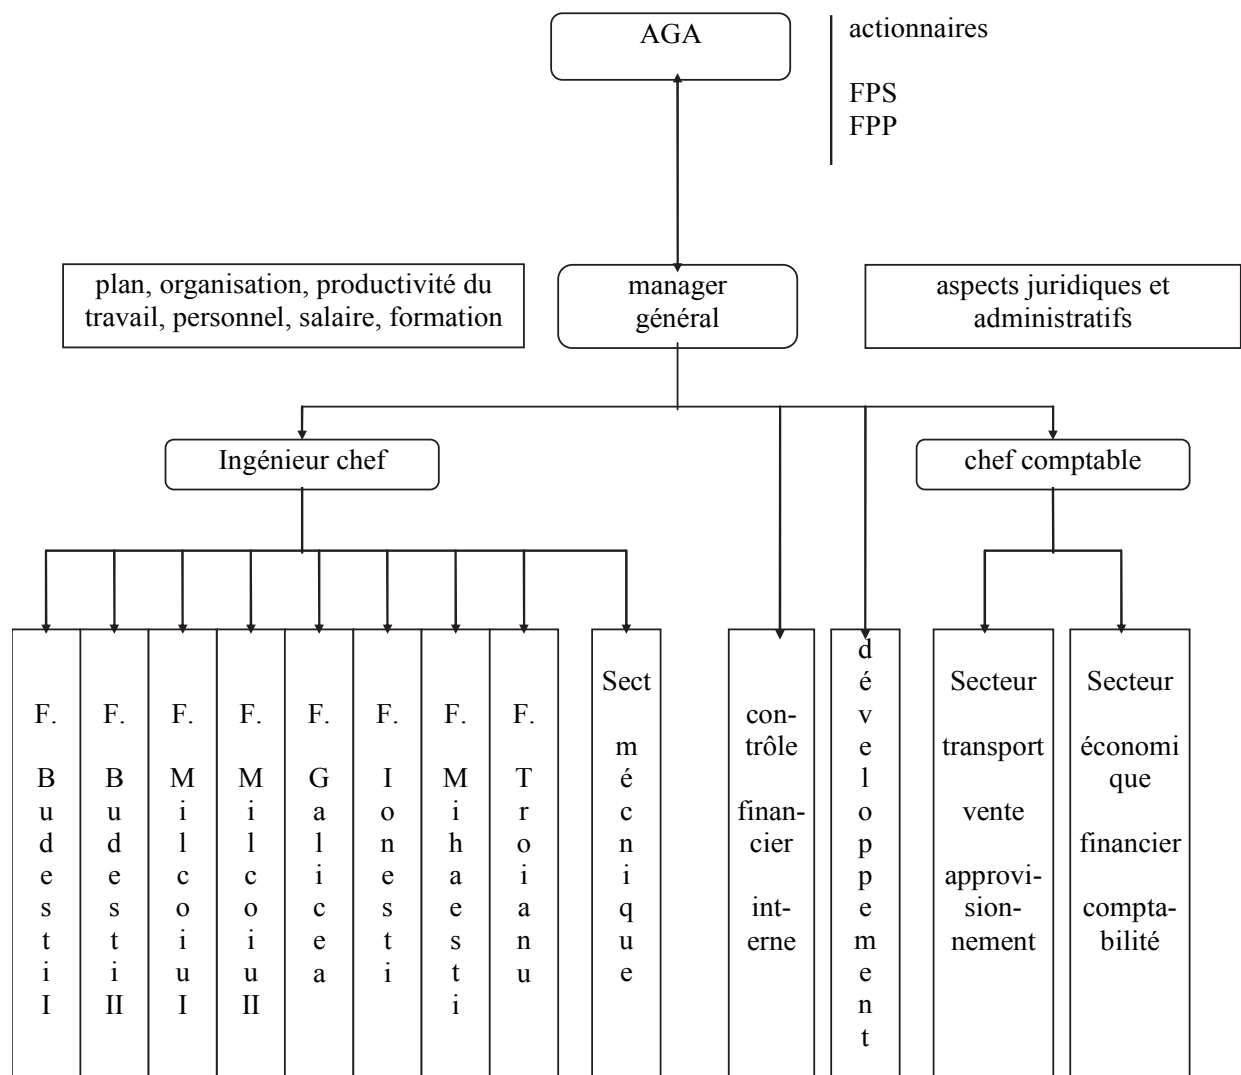 AGA
actionnaires
FPS
FPP
plan, organisation, productivité du
travail, personnel, salaire, formation
manager
général
aspects juridiques et
administratifs
Ingénieur chef
chef comptable
F. Budesti I
F. Budesti II
F. Milcoiu I
F. Milcoiu II
F. Galicea
F. Ionesti
F. Mihaesti
F. Troianu
Sect
mécnique
con-
trôle
finan-
cier
int-
erne
développement
Secteur
transport
vente
approvi-
sion-
nement
Secteur
économi
que
financier
compta-
bilité